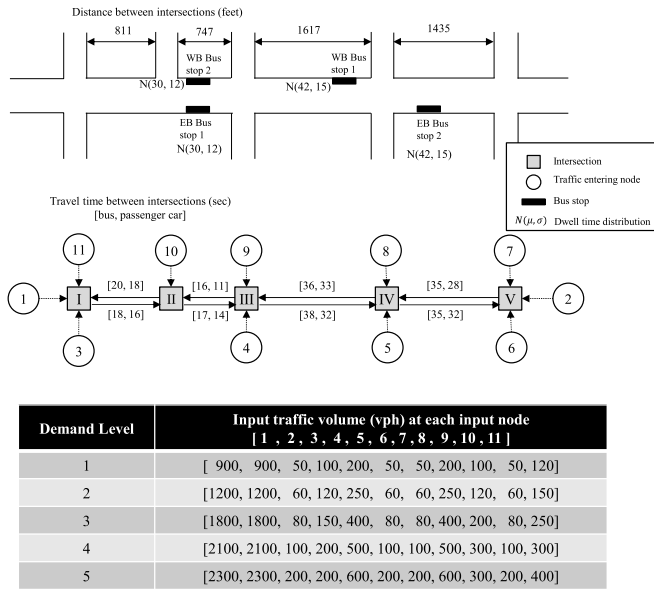 Distance between intersections (feet)
811 747 1617 1435
WB Bus
stop 2
WB Bus
stop 1
N(30, 12)
N(42, 15)
EB Bus
stop 1
N(30, 12)
EB Bus
stop 2
N(42, 15)
Intersection
Traffic entering node
Bus stop
N(μ, σ) Dwell time distribution
Travel time between intersections (sec)
[bus, passenger car]
11 10 9 8 7
[20, 18] [16, 11] [36, 33] [35, 28]
1 I II III IV V 2
[18, 16] [17, 14] [38, 32] [35, 32]
3 4 5 6
Demand Level
Input traffic volume (vph) at each input node
[ 1 , 2 , 3 , 4 , 5 , 6 , 7 , 8 , 9 , 10 , 11 ]
1 [ 900, 900, 50, 100, 200, 50, 50, 200, 100, 50, 120]
2 [1200, 1200, 60, 120, 250, 60, 60, 250, 120, 60, 150]
3 [1800, 1800, 80, 150, 400, 80, 80, 400, 200, 80, 250]
4 [2100, 2100, 100, 200, 500, 100, 100, 500, 300, 100, 300]
5 [2300, 2300, 200, 200, 600, 200, 200, 600, 300, 200, 400]